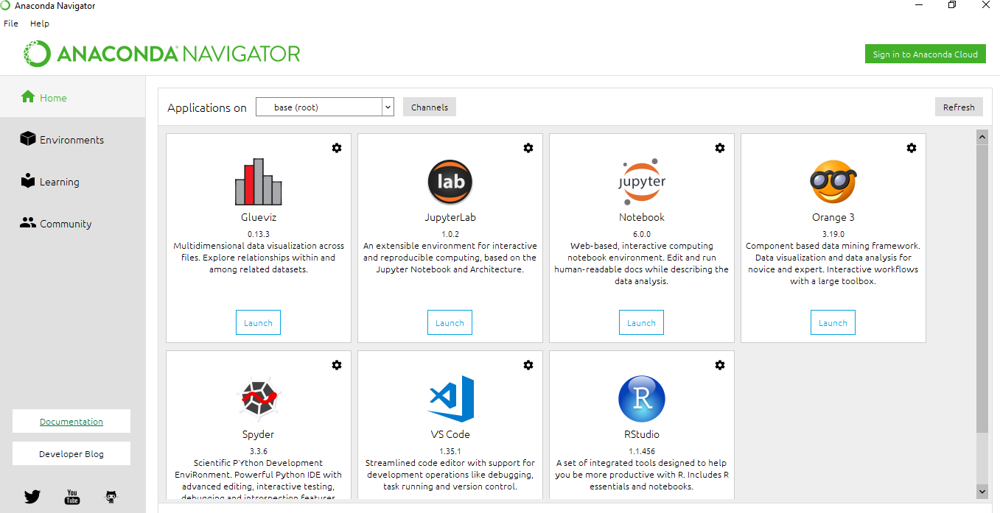 Anaconda Navigator
File Help
ANACONDA NAVIGATOR
Sign in to Anaconda Cloud
Home
Environments
Learning
Community
Documentation
Developer Blog
You
Tube
Applications on base (root) Channels Refresh
Glueviz
0.13.3
Multidimensional data visualization across
files. Explore relationships within and
among related datasets.
Launch
lab
JupyterLab
1.0.2
An extensible environment for interactive
and reproducible computing, based on the
Jupyter Notebook and Architecture.
Launch
jupyter
Notebook
6.0.0
Web-based, interactive computing
notebook environment. Edit and run
human-readable docs while describing the
data analysis.
Launch
Orange 3
3.19.0
Component based data mining framework.
Data visualization and data analysis for
novice and expert. Interactive workflows
with a large toolbox.
Launch
Spyder
3.3.6
Scientific PYthon Development
EnviRonment. Powerful Python IDE with
advanced editing, interactive testing,
debugging and introspection features
VS Code
1.35.1
Streamlined code editor with support for
development operations like debugging,
task running and version control.
R
RStudio
1.1.456
A set of integrated tools designed to help
you be more productive with R. Includes R
essentials and notebooks.